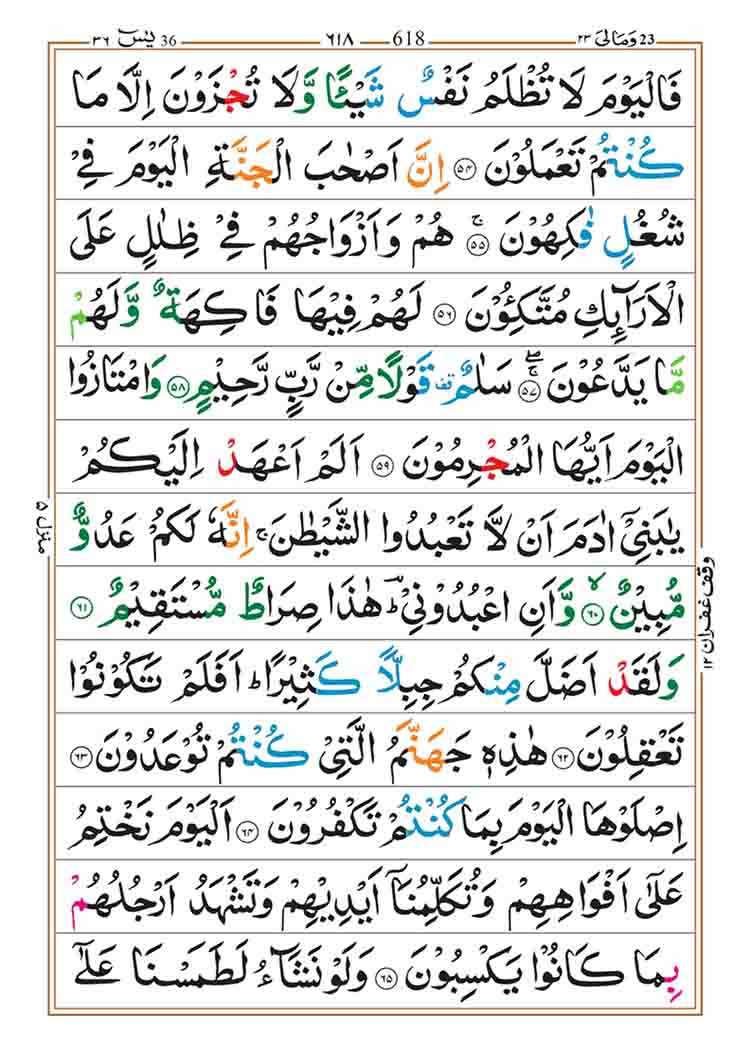 36 يٰسٓ ٣٦ 618 ٦١٨ 23 وَمَالِىَ ٢٣
فَالْيَوْمَ لَا تُظْلَمُ نَفْسٌ شَيْـًٔا وَّلَا تُجْزَوْنَ اِلَّا مَا
كُنْتُمْ تَعْمَلُوْنَ ۝٥٤ اِنَّ اَصْحٰبَ الْجَنَّةِ الْيَوْمَ فِيْ
شُغُلٍ فٰكِهُوْنَ ۚ۝٥٥ هُمْ وَاَزْوَاجُهُمْ فِيْ ظِلٰلٍ عَلَى
الْاَرَآئِكِ مُتَّكِـُٔوْنَ ۝٥٦ لَهُمْ فِيْهَا فَاكِهَةٌ وَّلَهُمْ
مَّا يَدَّعُوْنَ ۚۖ۝٥٧ سَلٰمٌ قف قَوْلًا مِّنْ رَّبٍّ رَّحِيْمٍ ۝٥٨ وَامْتَازُوا
الْيَوْمَ اَيُّهَا الْمُجْرِمُوْنَ ۝٥٩ اَلَمْ اَعْهَدْ اِلَيْكُمْ
يٰبَنِيْٓ اٰدَمَ اَنْ لَّا تَعْبُدُوا الشَّيْطٰنَ ۚ اِنَّهٗ لَكُمْ عَدُوٌّ
مُّبِيْنٌ ۙ۝٦٠ وَّاَنِ اعْبُدُوْنِيْ ؕ هٰذَا صِرَاطٌ مُّسْتَقِيْمٌ ۝٦١
وَلَقَدْ اَضَلَّ مِنْكُمْ جِبِلًّا كَثِيْرًا ؕ اَفَلَمْ تَكُوْنُوْا
تَعْقِلُوْنَ ۝٦٢ هٰذِهٖ جَهَنَّمُ الَّتِيْ كُنْتُمْ تُوْعَدُوْنَ ۝٦٣
اِصْلَوْهَا الْيَوْمَ بِمَا كُنْتُمْ تَكْفُرُوْنَ ۝٦٤ اَلْيَوْمَ نَخْتِمُ
عَلٰٓى اَفْوَاهِهِمْ وَتُكَلِّمُنَآ اَيْدِيْهِمْ وَتَشْهَدُ اَرْجُلُهُمْ
بِمَا كَانُوْا يَكْسِبُوْنَ ۝٦٥ وَلَوْ نَشَآءُ لَطَمَسْنَا عَلٰٓى
منزل ٥
وقف غفران ١٢